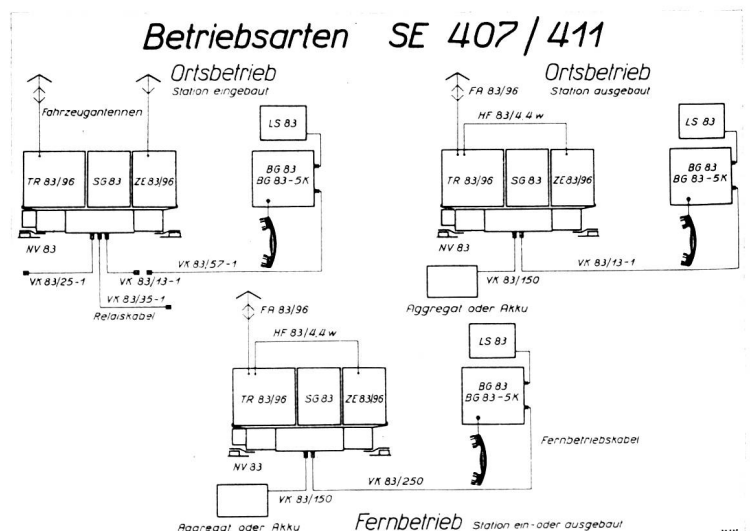 Betriebsarten SE 407/411
Ortsbetrieb
Station eingebaut
Fahrzeugantennen
LS 83
BG 83
BG 83-5K
TR 83/96
SG 83
ZE 83/96
NV 83
VK 83/25-1
VK 83/13-1
VK 83/57-1
VK 83/35-1
Relaiskabel
Ortsbetrieb
Station ausgebaut
FA 83/96
HF 83/4,4 w
LS 83
BG 83
BG 83-5K
TR 83/96
SG 83
ZE 83/96
NV 83
VK 83/150
VK 83/13-1
Aggregat oder Akku
FA 83/96
HF 83/4,4 w
LS 83
BG 83
BG 83-5K
TR 83/96
SG 83
ZE 83/96
NV 83
Fernbetriebskabel
VK 83/150
VK 83/250
Aggregat oder Akku
Fernbetrieb Station ein- oder ausgebaut